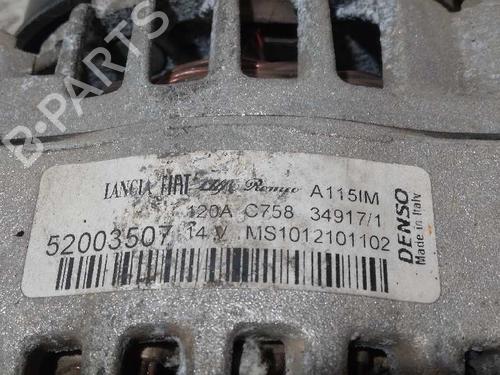 B-PARTS
LANCIA FIAT Alfa Romeo A115IM
120A C758 34917/1
52003507 14 V MS1012101102
DENSO
Made in Italy